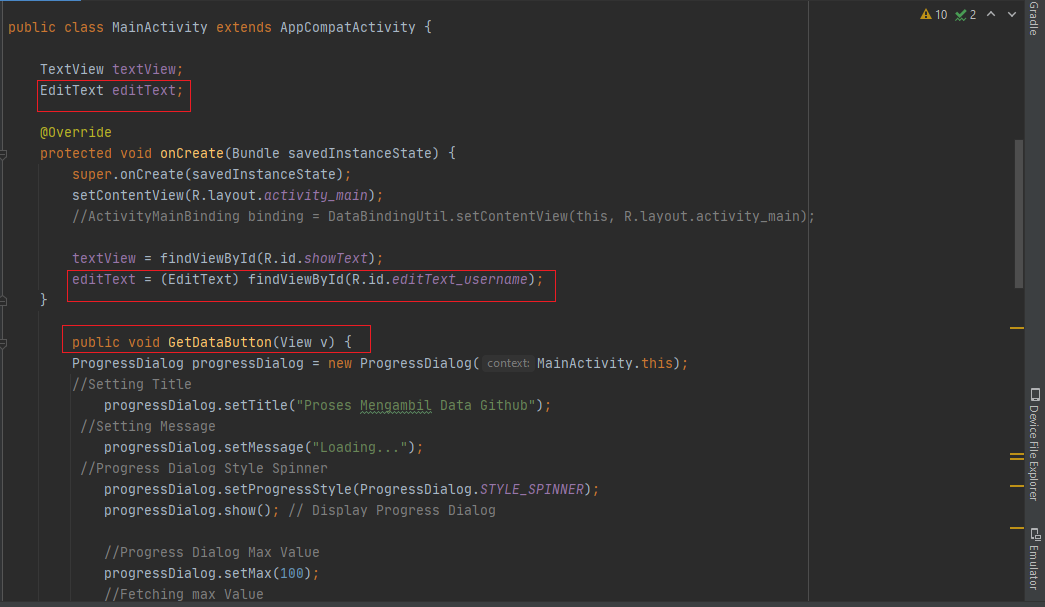 public class MainActivity extends AppCompatActivity {
10 2
TextView textView;
EditText editText;
@Override
protected void onCreate(Bundle savedInstanceState) {
super.onCreate(savedInstanceState);
setContentView(R.layout.activity_main);
//ActivityMainBinding binding = DataBindingUtil.setContentView(this, R.layout.activity_main);
textView = findViewById(R.id.showText);
editText = (EditText) findViewById(R.id.editText_username);
}
public void GetDataButton(View v) {
ProgressDialog progressDialog = new ProgressDialog( context: MainActivity.this);
//Setting Title
progressDialog.setTitle("Proses Mengambil Data Github");
//Setting Message
progressDialog.setMessage("Loading...");
//Progress Dialog Style Spinner
progressDialog.setProgressStyle(ProgressDialog.STYLE_SPINNER);
progressDialog.show(); // Display Progress Dialog
//Progress Dialog Max Value
progressDialog.setMax(100);
//Fetching max Value
Gradle
Device File Explorer
Emulator